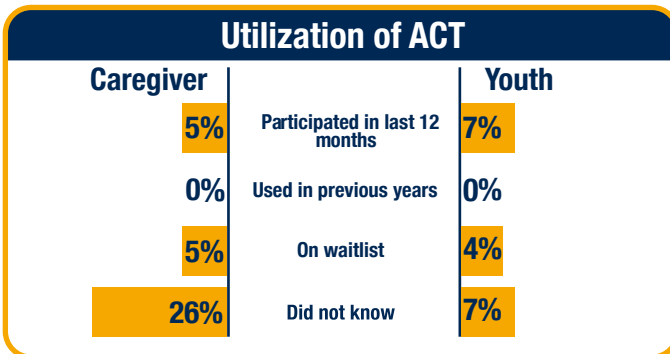 Utilization of ACT
Caregiver
Youth
5%
Participated in last 12
months
7%
0%
Used in previous years
0%
5%
On waitlist
4%
26%
Did not know
7%